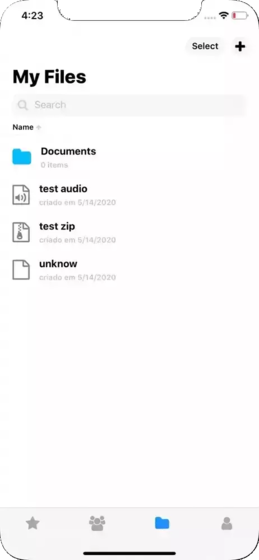 4:23
Select
My Files
Search
Name
Documents
0 items
test audio
criado em 5/14/2020
test zip
criado em 5/14/2020
unknow
criado em 5/14/2020